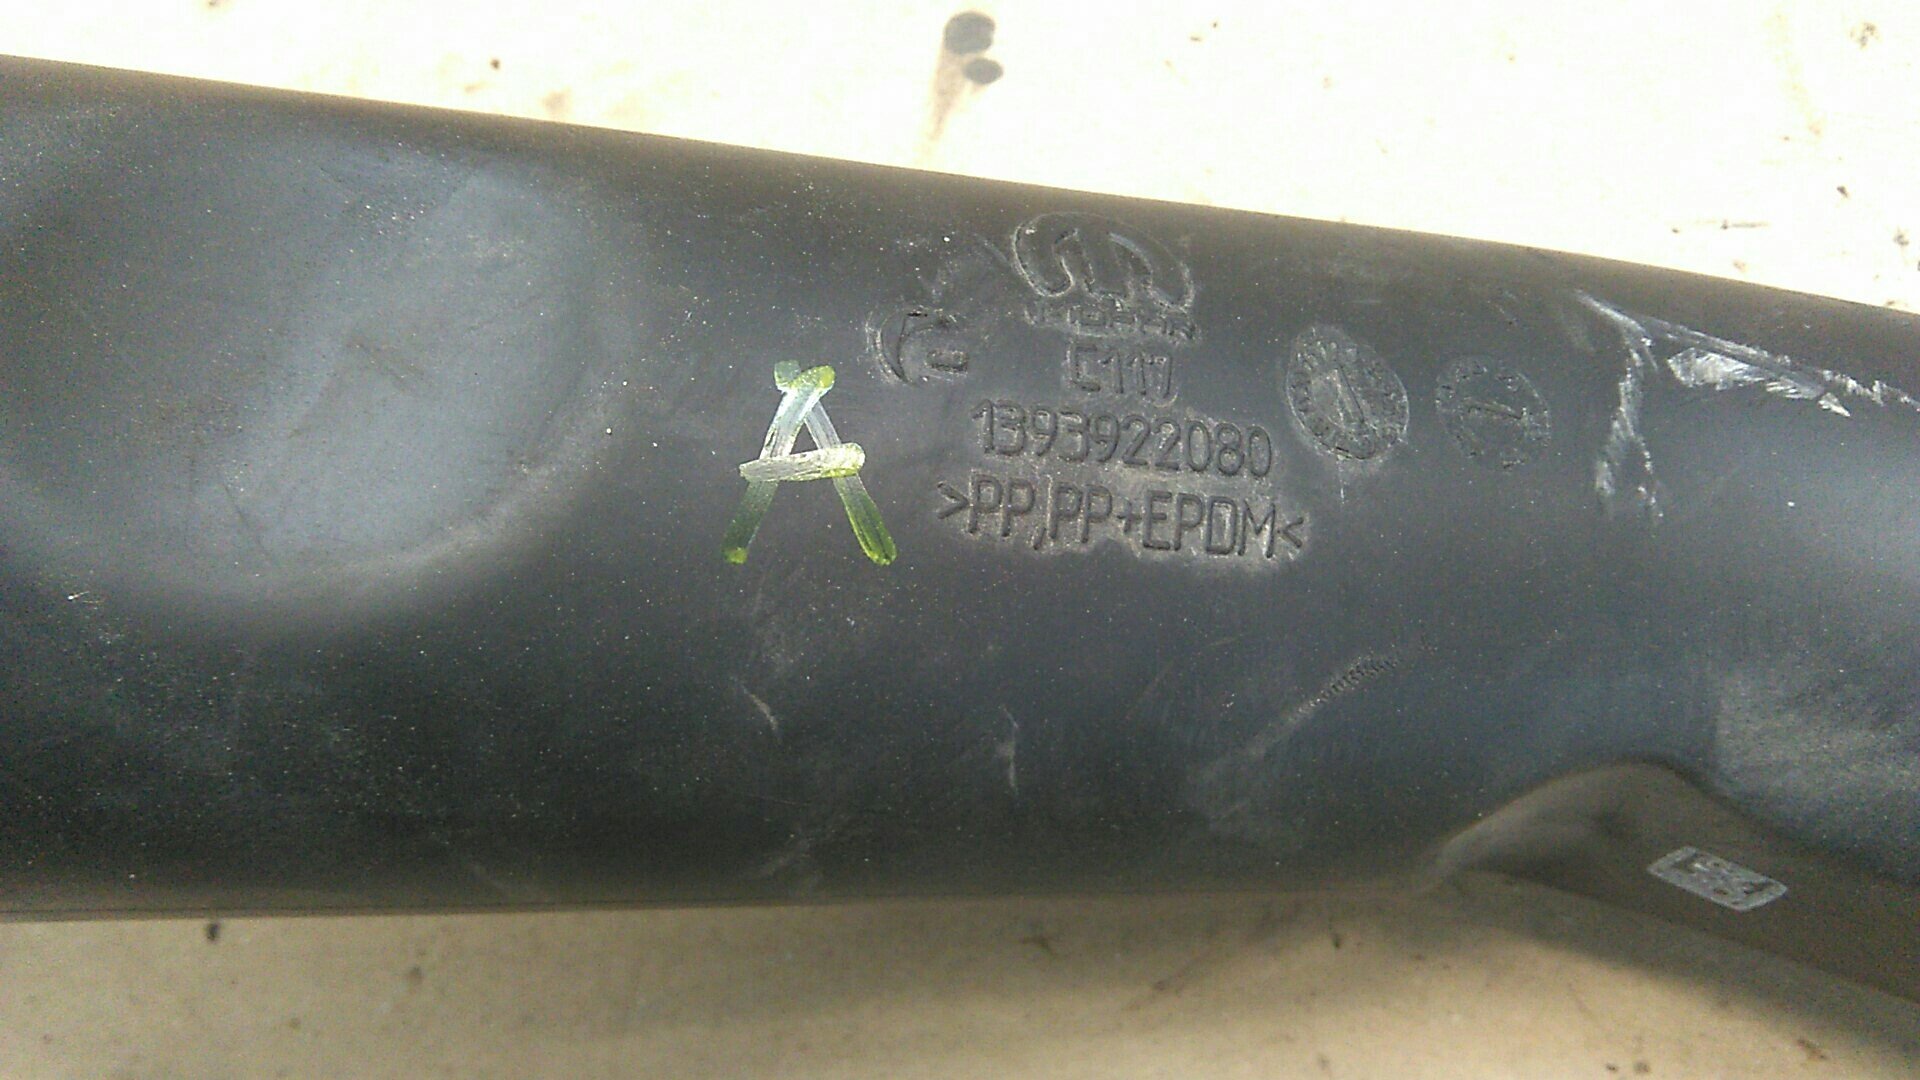 MOPAR
C117
1393922080
>PP,PP+EPDM<
A